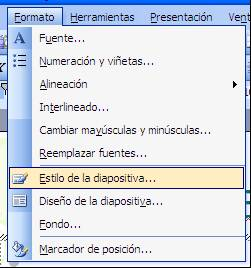 Formato Herramientas Presentación Vent
Fuente...
Numeración y viñetas...
Alineación
Interlineado...
Cambiar mayúsculas y minúsculas...
Reemplazar fuentes...
Estilo de la diapositiva...
Diseño de la diapositiva...
Fondo...
Marcador de posición...